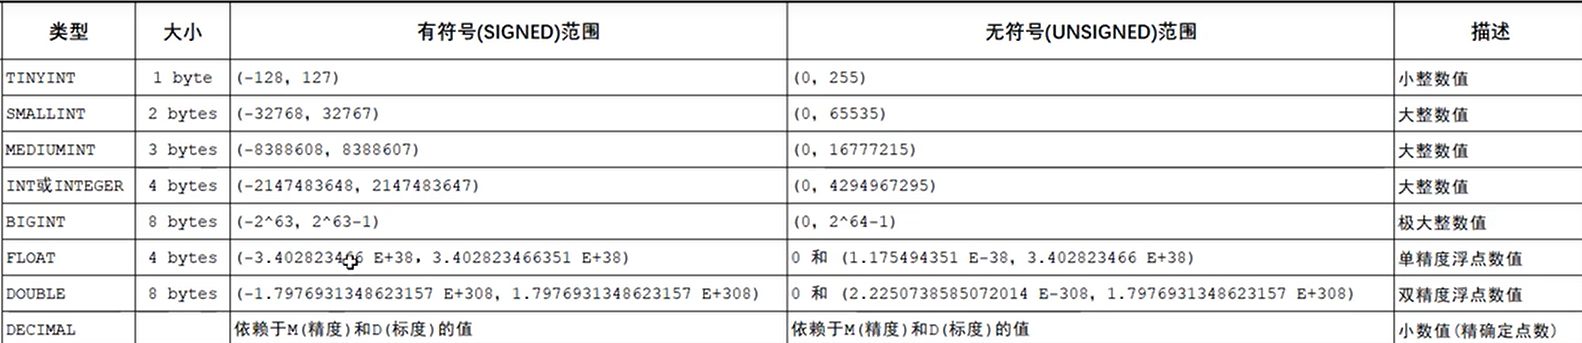 类型 大小 有符号(SIGNED)范围 无符号(UNSIGNED)范围 描述
TINYINT 1 byte (-128, 127) (0, 255) 小整数值
SMALLINT 2 bytes (-32768, 32767) (0, 65535) 大整数值
MEDIUMINT 3 bytes (-8388608, 8388607) (0, 16777215) 大整数值
INT或INTEGER 4 bytes (-2147483648, 2147483647) (0, 4294967295) 大整数值
BIGINT 8 bytes (-2^63, 2^63-1) (0, 2^64-1) 极大整数值
FLOAT 4 bytes (-3.402823466 E+38, 3.402823466351 E+38) 0 和 (1.175494351 E-38, 3.402823466 E+38) 单精度浮点数值
DOUBLE 8 bytes (-1.7976931348623157 E+308, 1.7976931348623157 E+308) 0 和 (2.2250738585072014 E-308, 1.7976931348623157 E+308) 双精度浮点数值
DECIMAL 依赖于M(精度)和D(标度)的值 依赖于M(精度)和D(标度)的值 小数值(精确定点数)